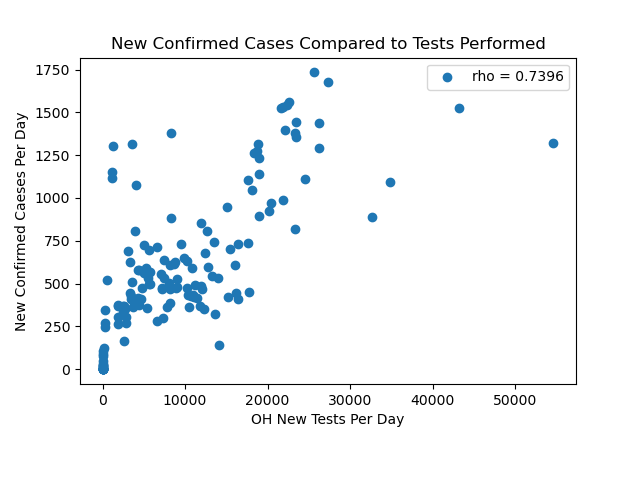 New Confirmed Cases Compared to Tests Performed
rho = 0.7396
New Confirmed Caeses Per Day
1750
1500
1250
1000
750
500
250
0
0 10000 20000 30000 40000 50000
OH New Tests Per Day